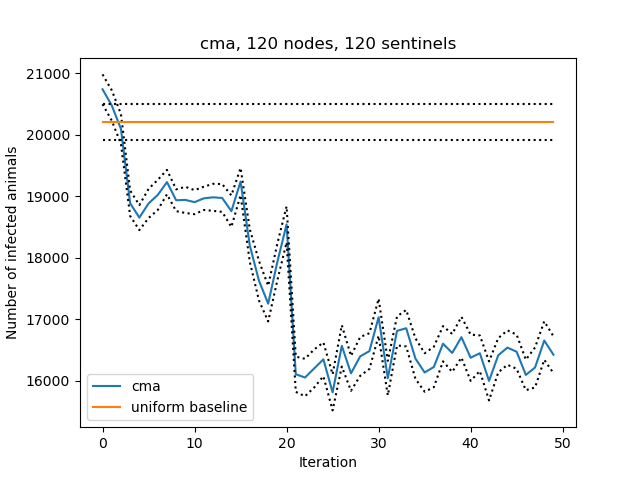 cma, 120 nodes, 120 sentinels
21000
20000
19000
18000
17000
16000
Number of infected animals
cma
uniform baseline
0 10 20 30 40 50
Iteration